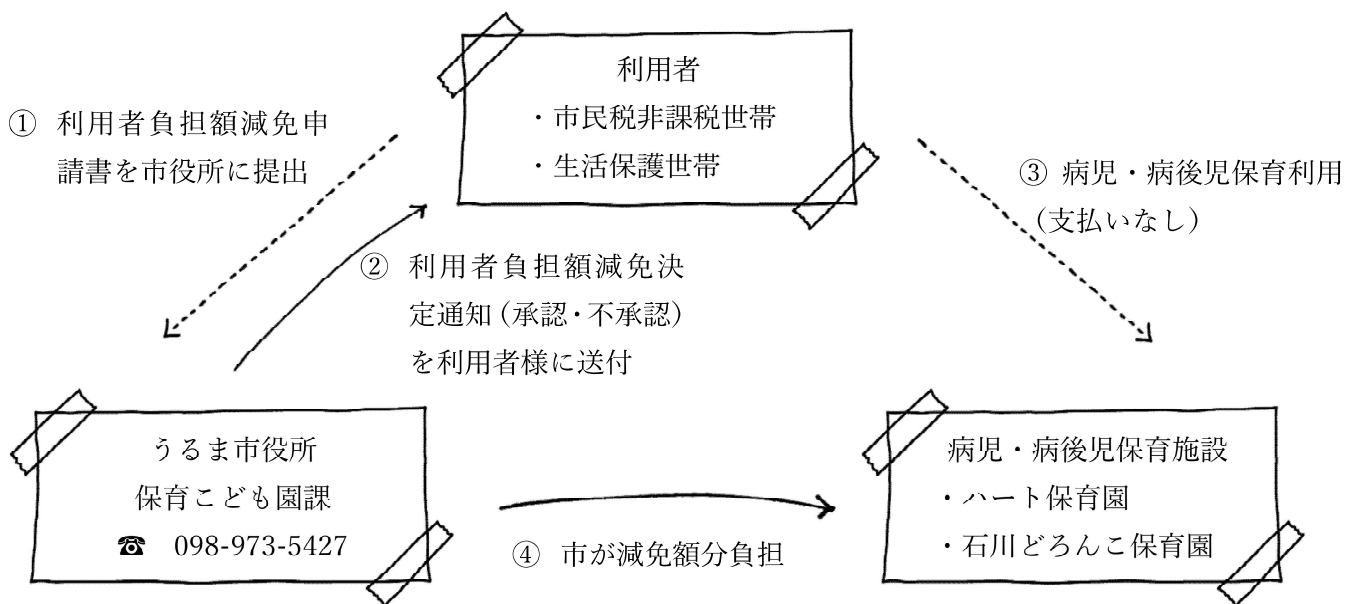 利用者
・市民税非課税世帯
・生活保護世帯
① 利用者負担額減免申
請書を市役所に提出
② 利用者負担額減免決
定通知（承認・不承認）
を利用者様に送付
③ 病児・病後児保育利用
（支払いなし）
うるま市役所
保育こども園課
☎ 098-973-5427
④ 市が減免額分負担
病児・病後児保育施設
・ハート保育園
・石川どろんこ保育園